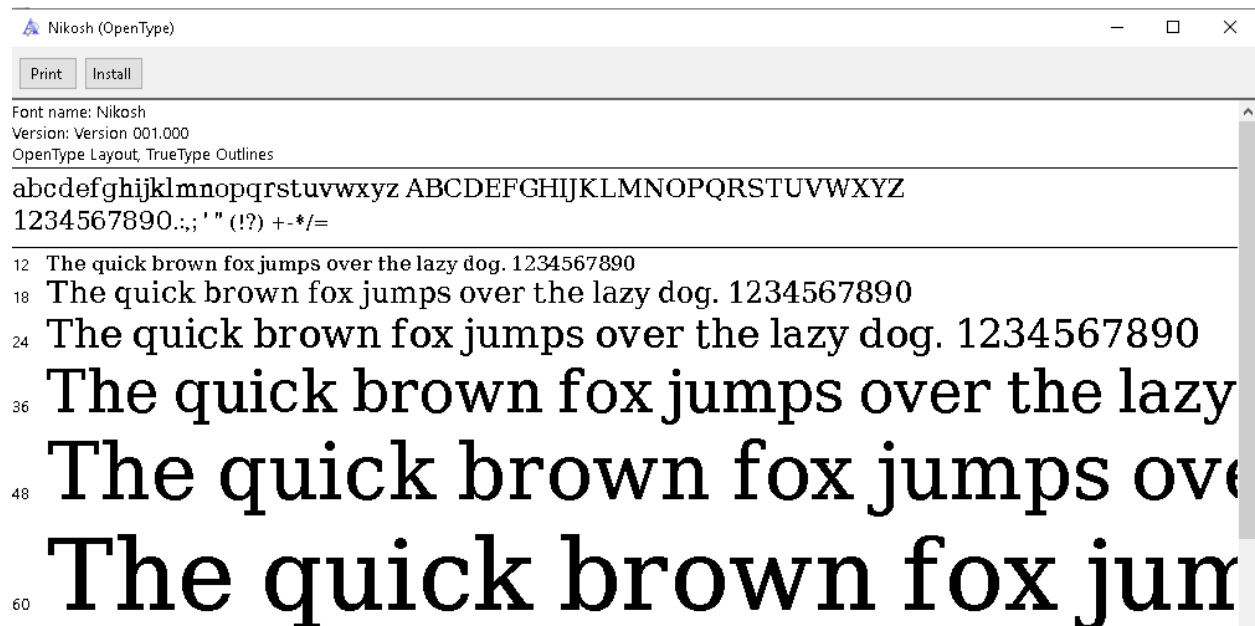 Nikosh (OpenType)
Print Install
Font name: Nikosh
Version: Version 001.000
OpenType Layout, TrueType Outlines
abcdefghijklmnopqrstuvwxyz ABCDEFGHIJKLMNOPQRSTUVWXYZ
1234567890.:,; ' " (!?) +-*/=
12 The quick brown fox jumps over the lazy dog. 1234567890
18 The quick brown fox jumps over the lazy dog. 1234567890
24 The quick brown fox jumps over the lazy dog. 1234567890
36 The quick brown fox jumps over the lazy
48 The quick brown fox jumps ove
60 The quick brown fox jum